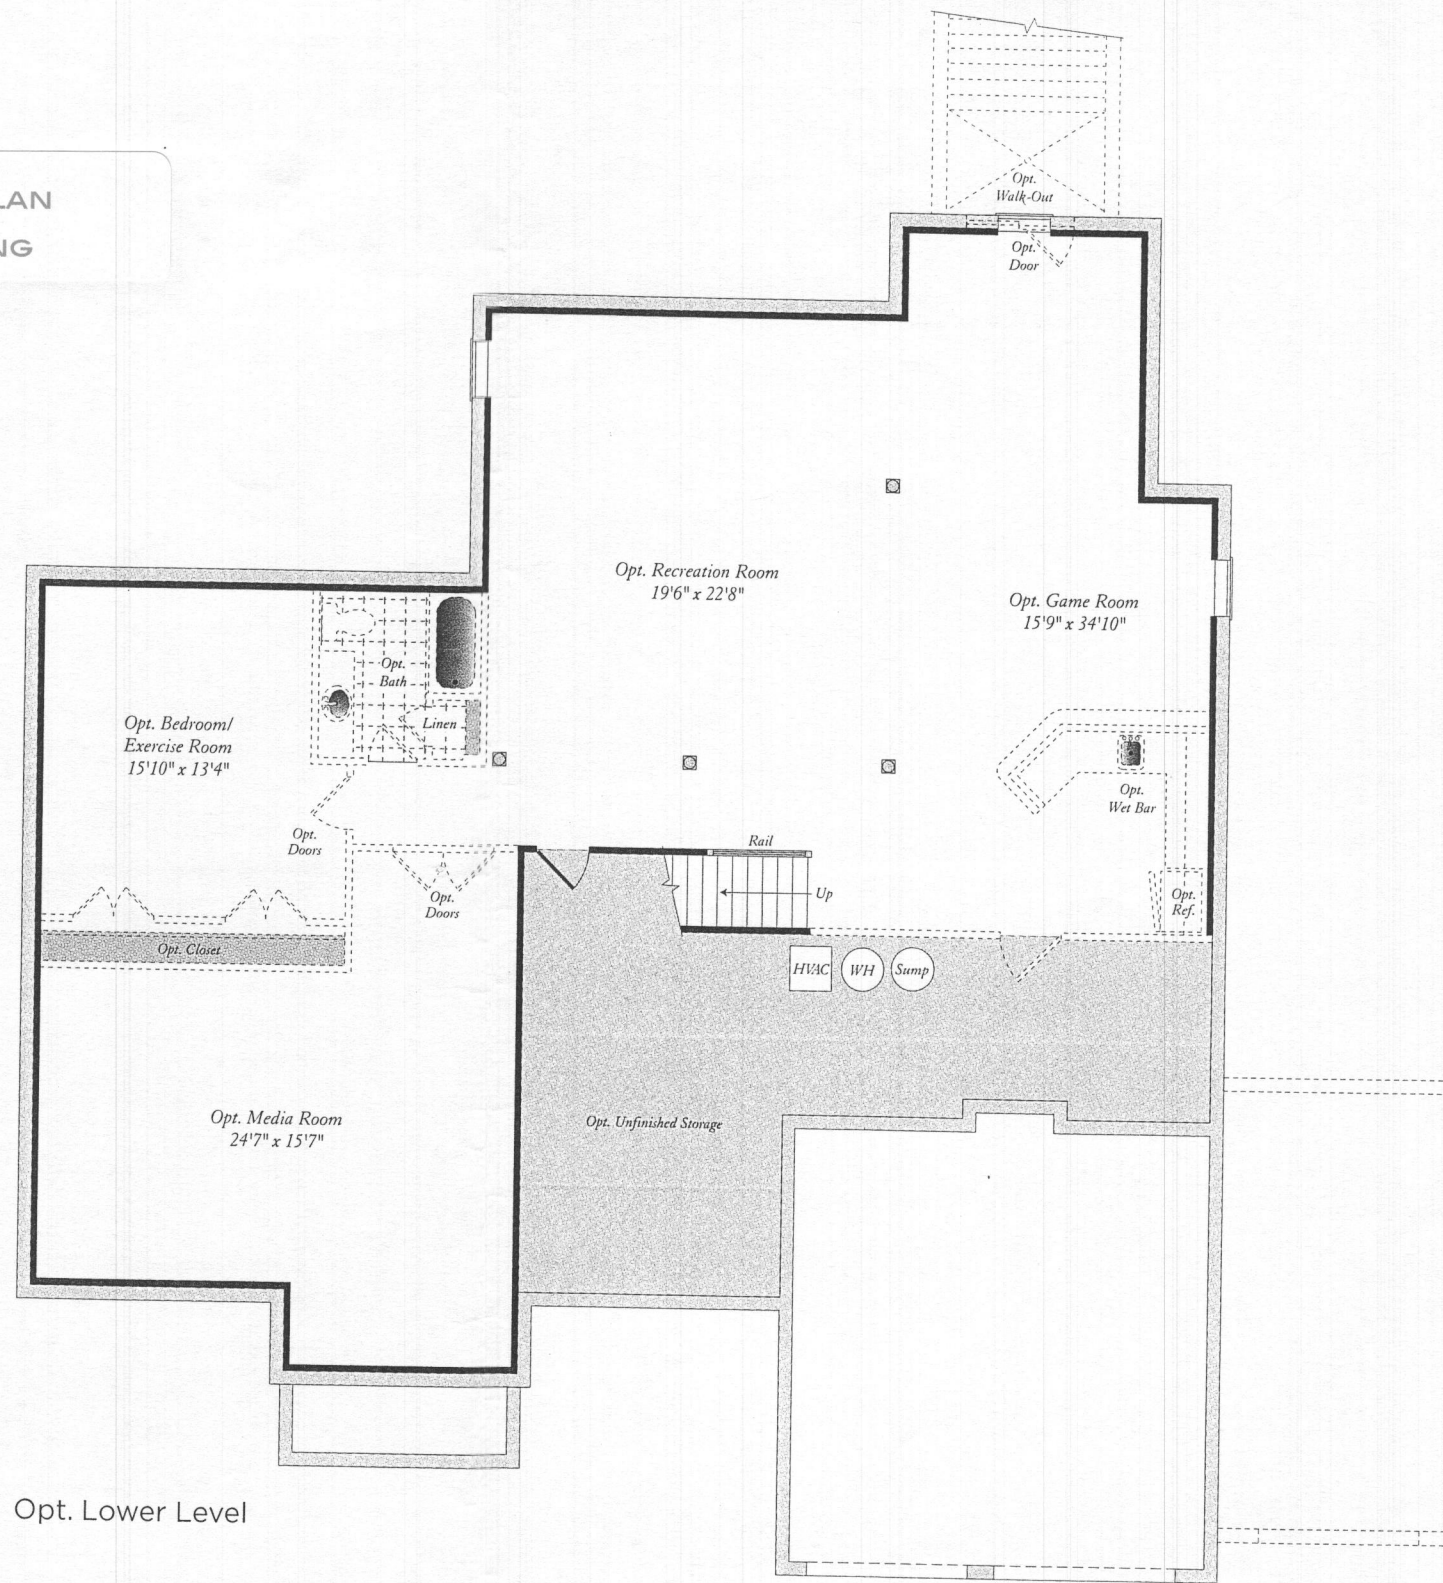 Opt.
Walk-Out
Opt.
Door
Opt. Recreation Room
19'6" x 22'8"
Opt. Game Room
15'9" x 34'10"
Opt.
Bath
Linen
Opt. Bedroom/
Exercise Room
15'10" x 13'4"
Opt.
Wet Bar
Opt.
Doors
Rail
Up
Opt.
Doors
Opt.
Ref.
Opt. Closet
HVAC
WH
Sump
Opt. Media Room
24'7" x 15'7"
Opt. Unfinished Storage
Opt. Lower Level